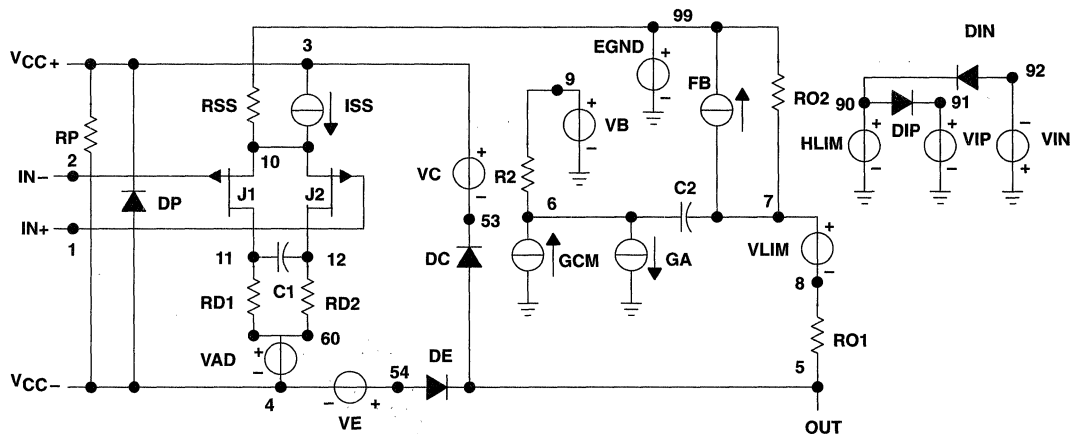 99
DIN
3
EGND
+
VCC+
9
FB
92
+
RSS
ISS
–
RO2
90
91
RP
+
VB
–
DIP
+
+
–
2
10
+
HLIM
VIP
VIN
IN–
J1
J2
VC
R2
–
–
+
–
C2
DP
6
7
53
IN+
+
1
GCM
GA
VLIM
11
12
DC
–
C1
8
RD1
RD2
60
RO1
+
VAD
DE
–
5
54
VCC–
4
–
+
VE
OUT